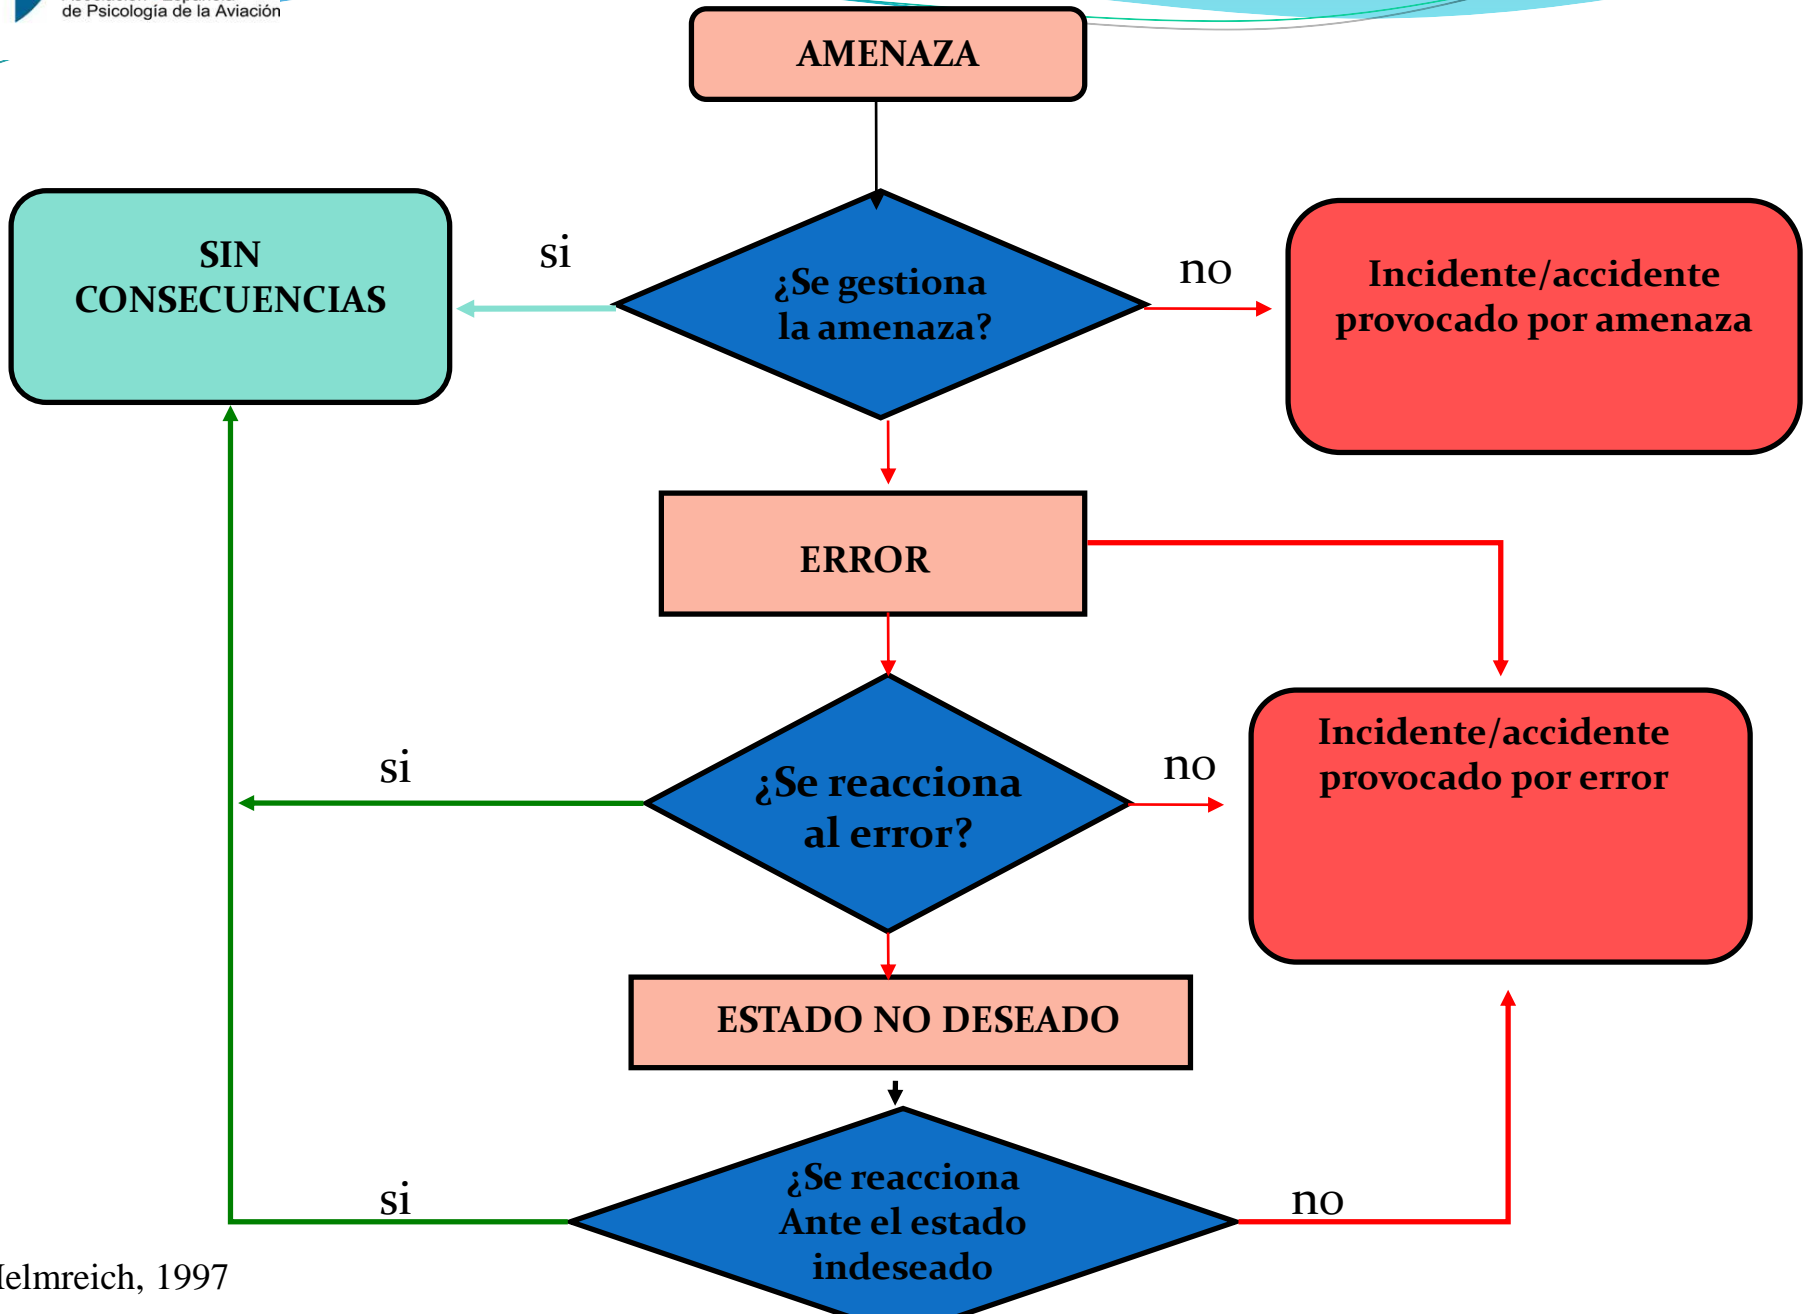 de Psicología de la Aviación
AMENAZA
SIN
CONSECUENCIAS
si
¿Se gestiona
la amenaza?
no
Incidente/accidente
provocado por amenaza
ERROR
si
¿Se reacciona
al error?
no
Incidente/accidente
provocado por error
ESTADO NO DESEADO
si
¿Se reacciona
Ante el estado
indeseado
no
elmreich, 1997